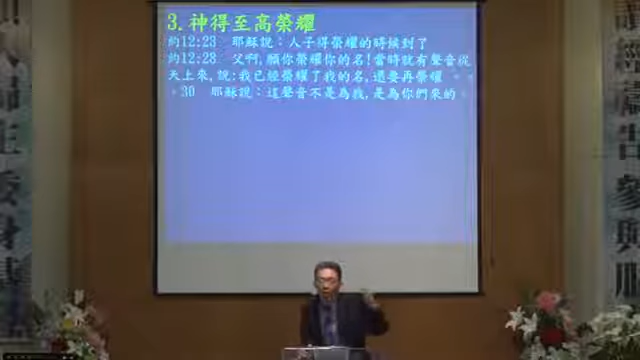 3.神得至高榮耀
約12:23 耶穌說：人子得榮耀的時候到了
約12:28 父啊,願你榮耀你的名!當時就有聲音從
天上來,說:我已經榮耀了我的名,還要再榮耀。。
。30 耶穌說：這聲音不是為我,是為你們來的。
主委身